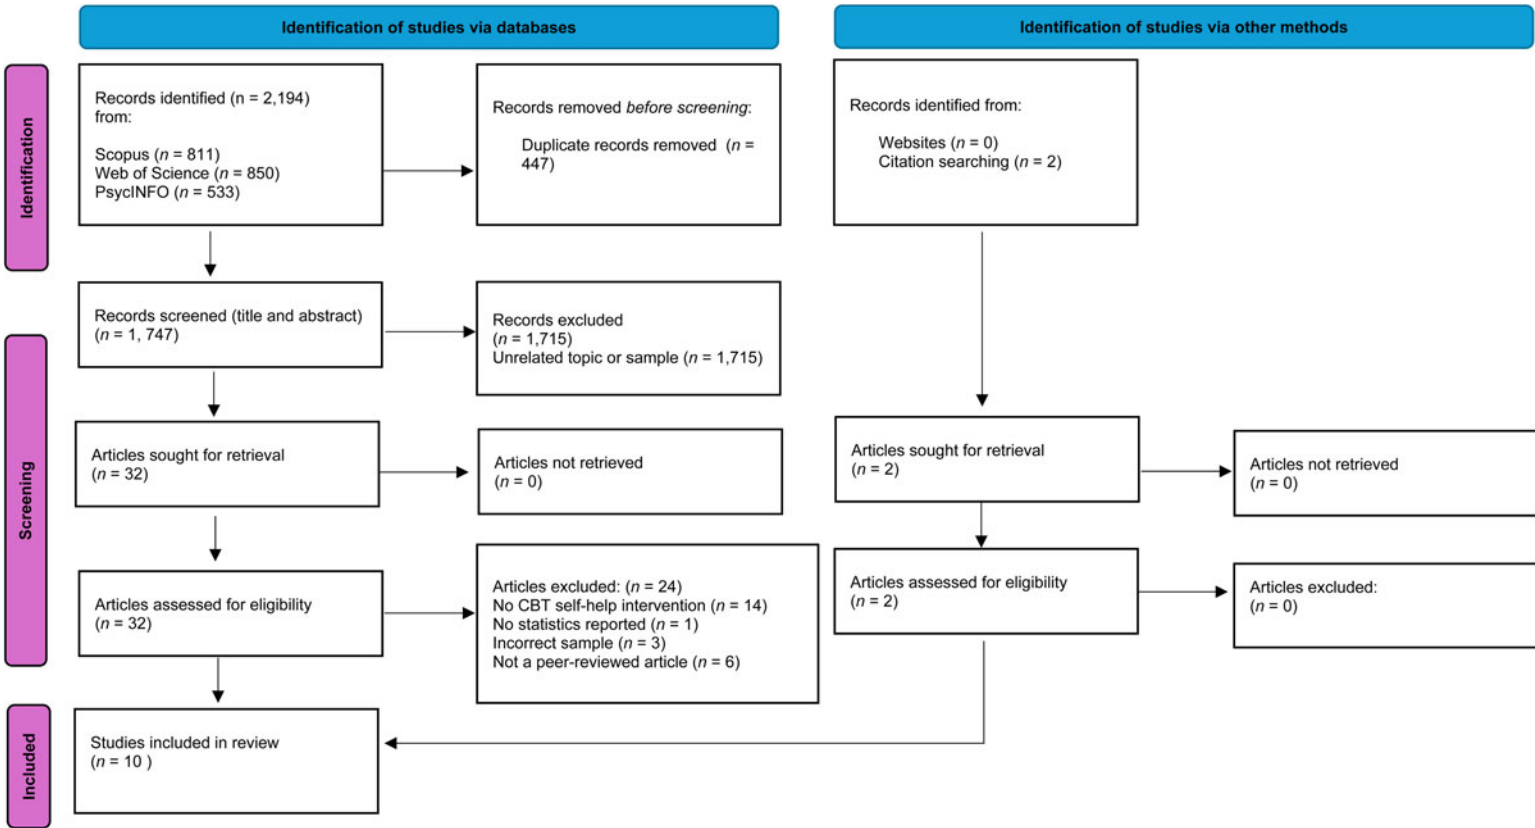 Identification of studies via databases
Identification of studies via other methods
Identification
Records identified (n = 2,194)
from:
Scopus (n = 811)
Web of Science (n = 850)
PsycINFO (n = 533)
Records removed before screening:
Duplicate records removed (n =
447)
Records identified from:
Websites (n = 0)
Citation searching (n = 2)
Screening
Records screened (title and abstract)
(n = 1, 747)
Records excluded
(n = 1,715)
Unrelated topic or sample (n = 1,715)
Articles sought for retrieval
(n = 32)
Articles not retrieved
(n = 0)
Articles sought for retrieval
(n = 2)
Articles not retrieved
(n = 0)
Articles assessed for eligibility
(n = 32)
Articles excluded: (n = 24)
No CBT self-help intervention (n = 14)
No statistics reported (n = 1)
Incorrect sample (n = 3)
Not a peer-reviewed article (n = 6)
Articles assessed for eligibility
(n = 2)
Articles excluded:
(n = 0)
Included
Studies included in review
(n = 10 )